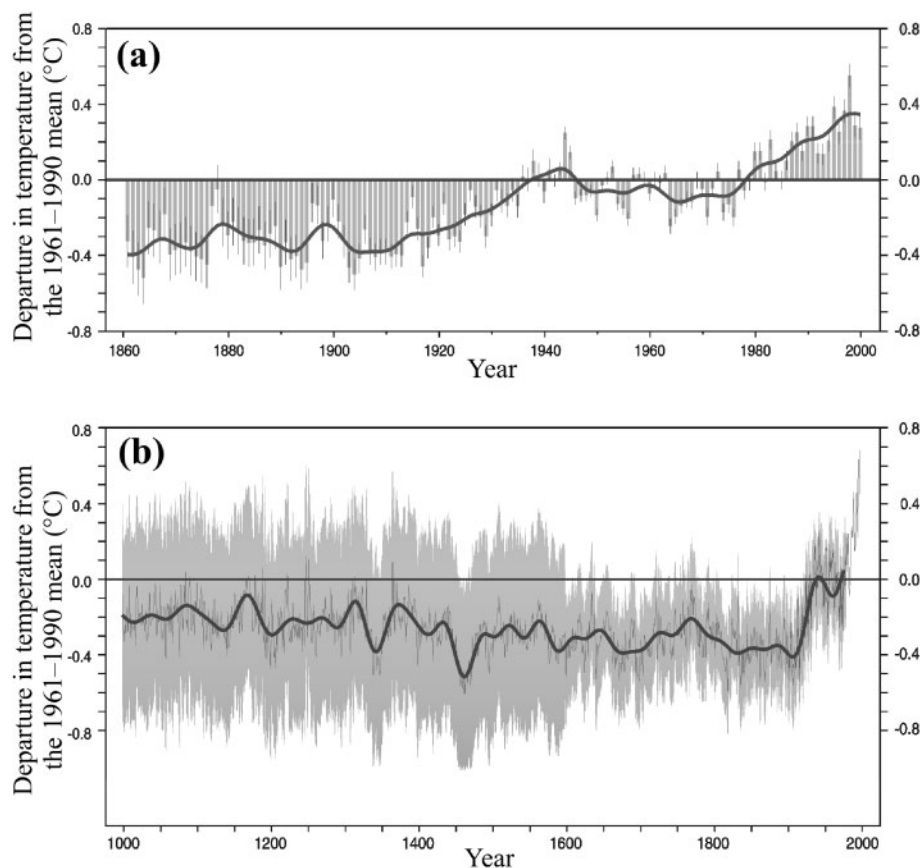 (a)
Departure in temperature from
the 1961–1990 mean (°C)
0.8 0.8
0.4 0.4
0.0 0.0
-0.4 -0.4
-0.8 -0.8
1860 1880 1900 1920 1940 1960 1980 2000
Year
(b)
Departure in temperature from
the 1961–1990 mean (°C)
0.8 0.8
0.4 0.4
0.0 0.0
-0.4 -0.4
-0.8 -0.8
1000 1200 1400 1600 1800 2000
Year